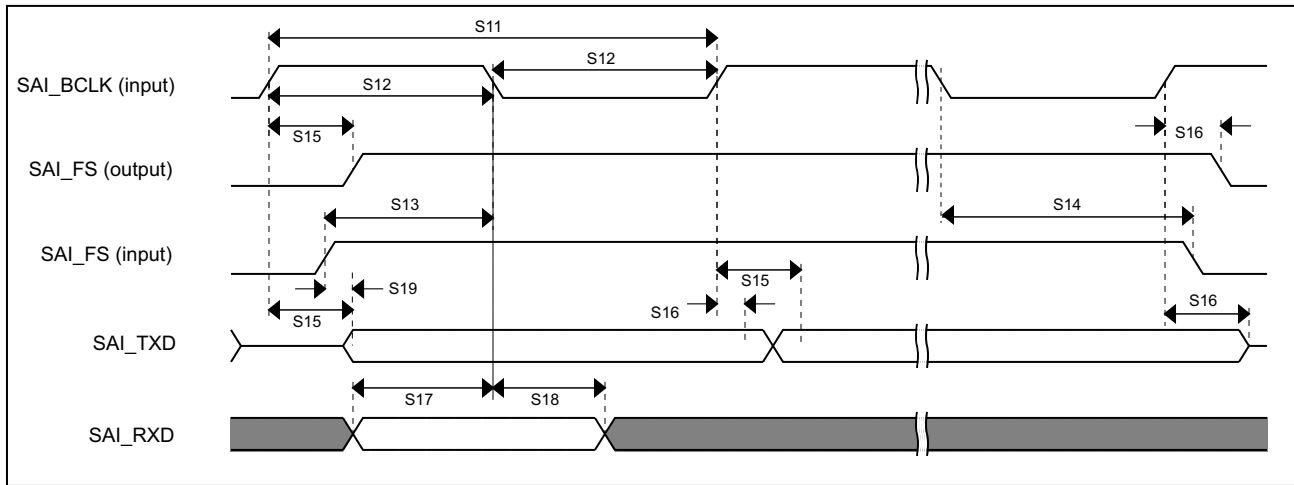 S11
S12
SAI_BCLK (input)
S12
S15
S16
SAI_FS (output)
S13
S14
SAI_FS (input)
S15
S19
S15
S16
S16
SAI_TXD
S17
S18
SAI_RXD